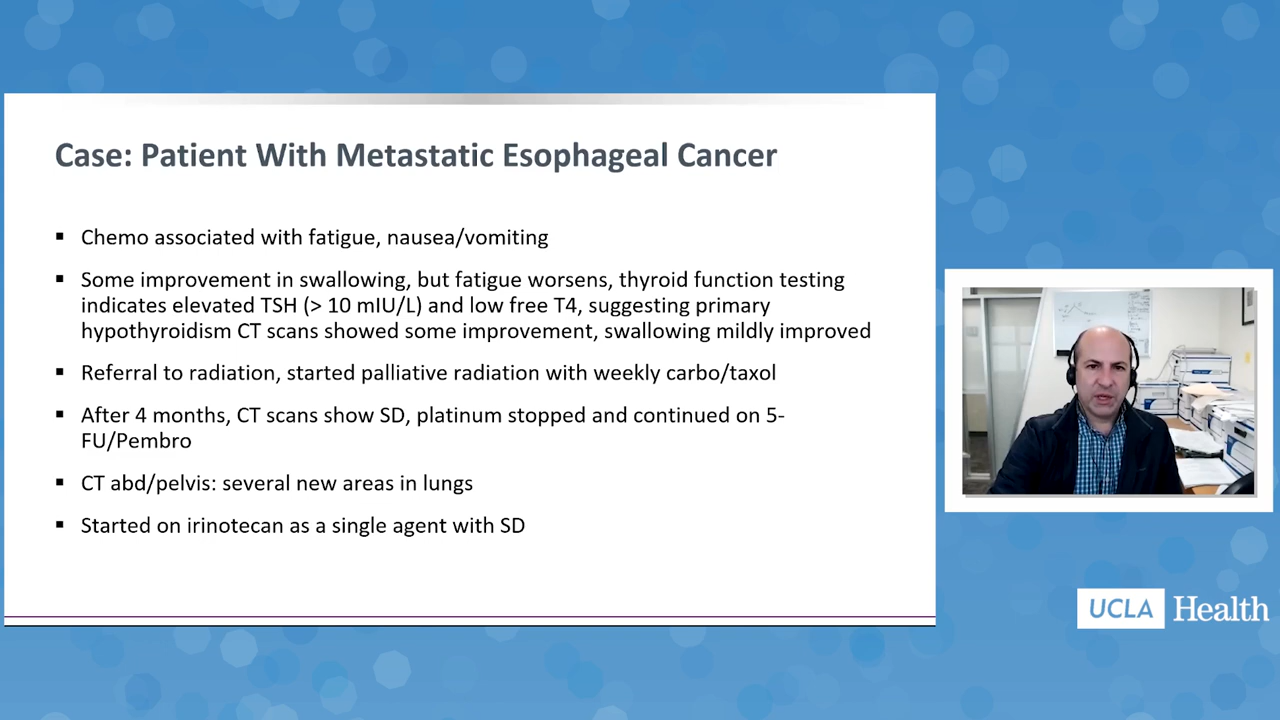 Case: Patient With Metastatic Esophageal Cancer
▪ Chemo associated with fatigue, nausea/vomiting
▪ Some improvement in swallowing, but fatigue worsens, thyroid function testing
indicates elevated TSH (> 10 mIU/L) and low free T4, suggesting primary
hypothyroidism CT scans showed some improvement, swallowing mildly improved
▪ Referral to radiation, started palliative radiation with weekly carbo/taxol
▪ After 4 months, CT scans show SD, platinum stopped and continued on 5-
FU/Pembro
▪ CT abd/pelvis: several new areas in lungs
▪ Started on irinotecan as a single agent with SD
UCLA Health